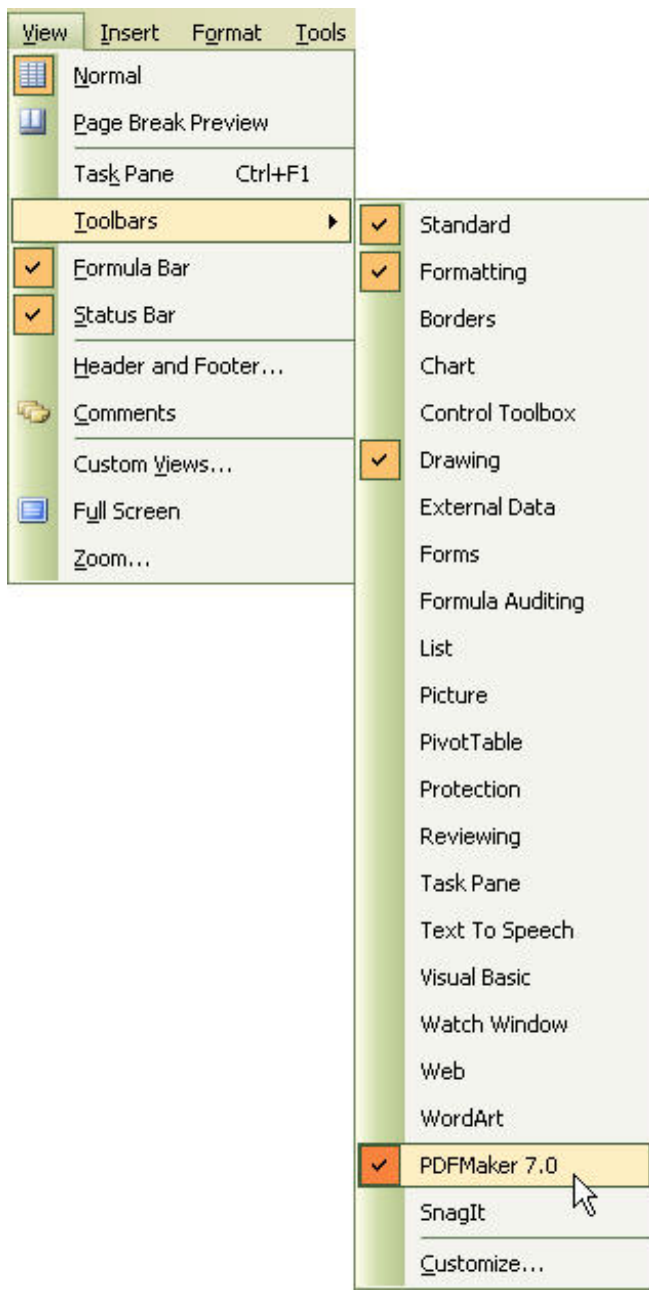 View Insert Format Tools
Normal
Page Break Preview
Task Pane Ctrl+F1
Toolbars
Formula Bar
Status Bar
Header and Footer...
Comments
Custom Views...
Full Screen
Zoom...
Standard
Formatting
Borders
Chart
Control Toolbox
Drawing
External Data
Forms
Formula Auditing
List
Picture
PivotTable
Protection
Reviewing
Task Pane
Text To Speech
Visual Basic
Watch Window
Web
WordArt
PDFMaker 7.0
SnagIt
Customize...